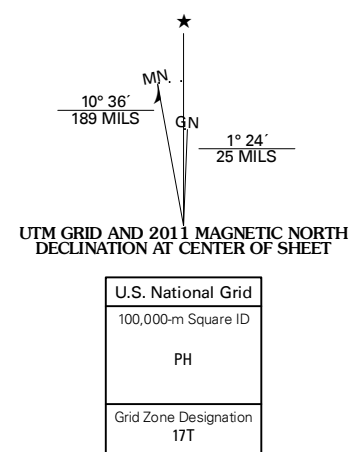 ★
MN
10° 36´
189 MILS
GN
1° 24´
25 MILS
UTM GRID AND 2011 MAGNETIC NORTH
DECLINATION AT CENTER OF SHEET
U.S. National Grid
100,000-m Square ID
PH
Grid Zone Designation
17T